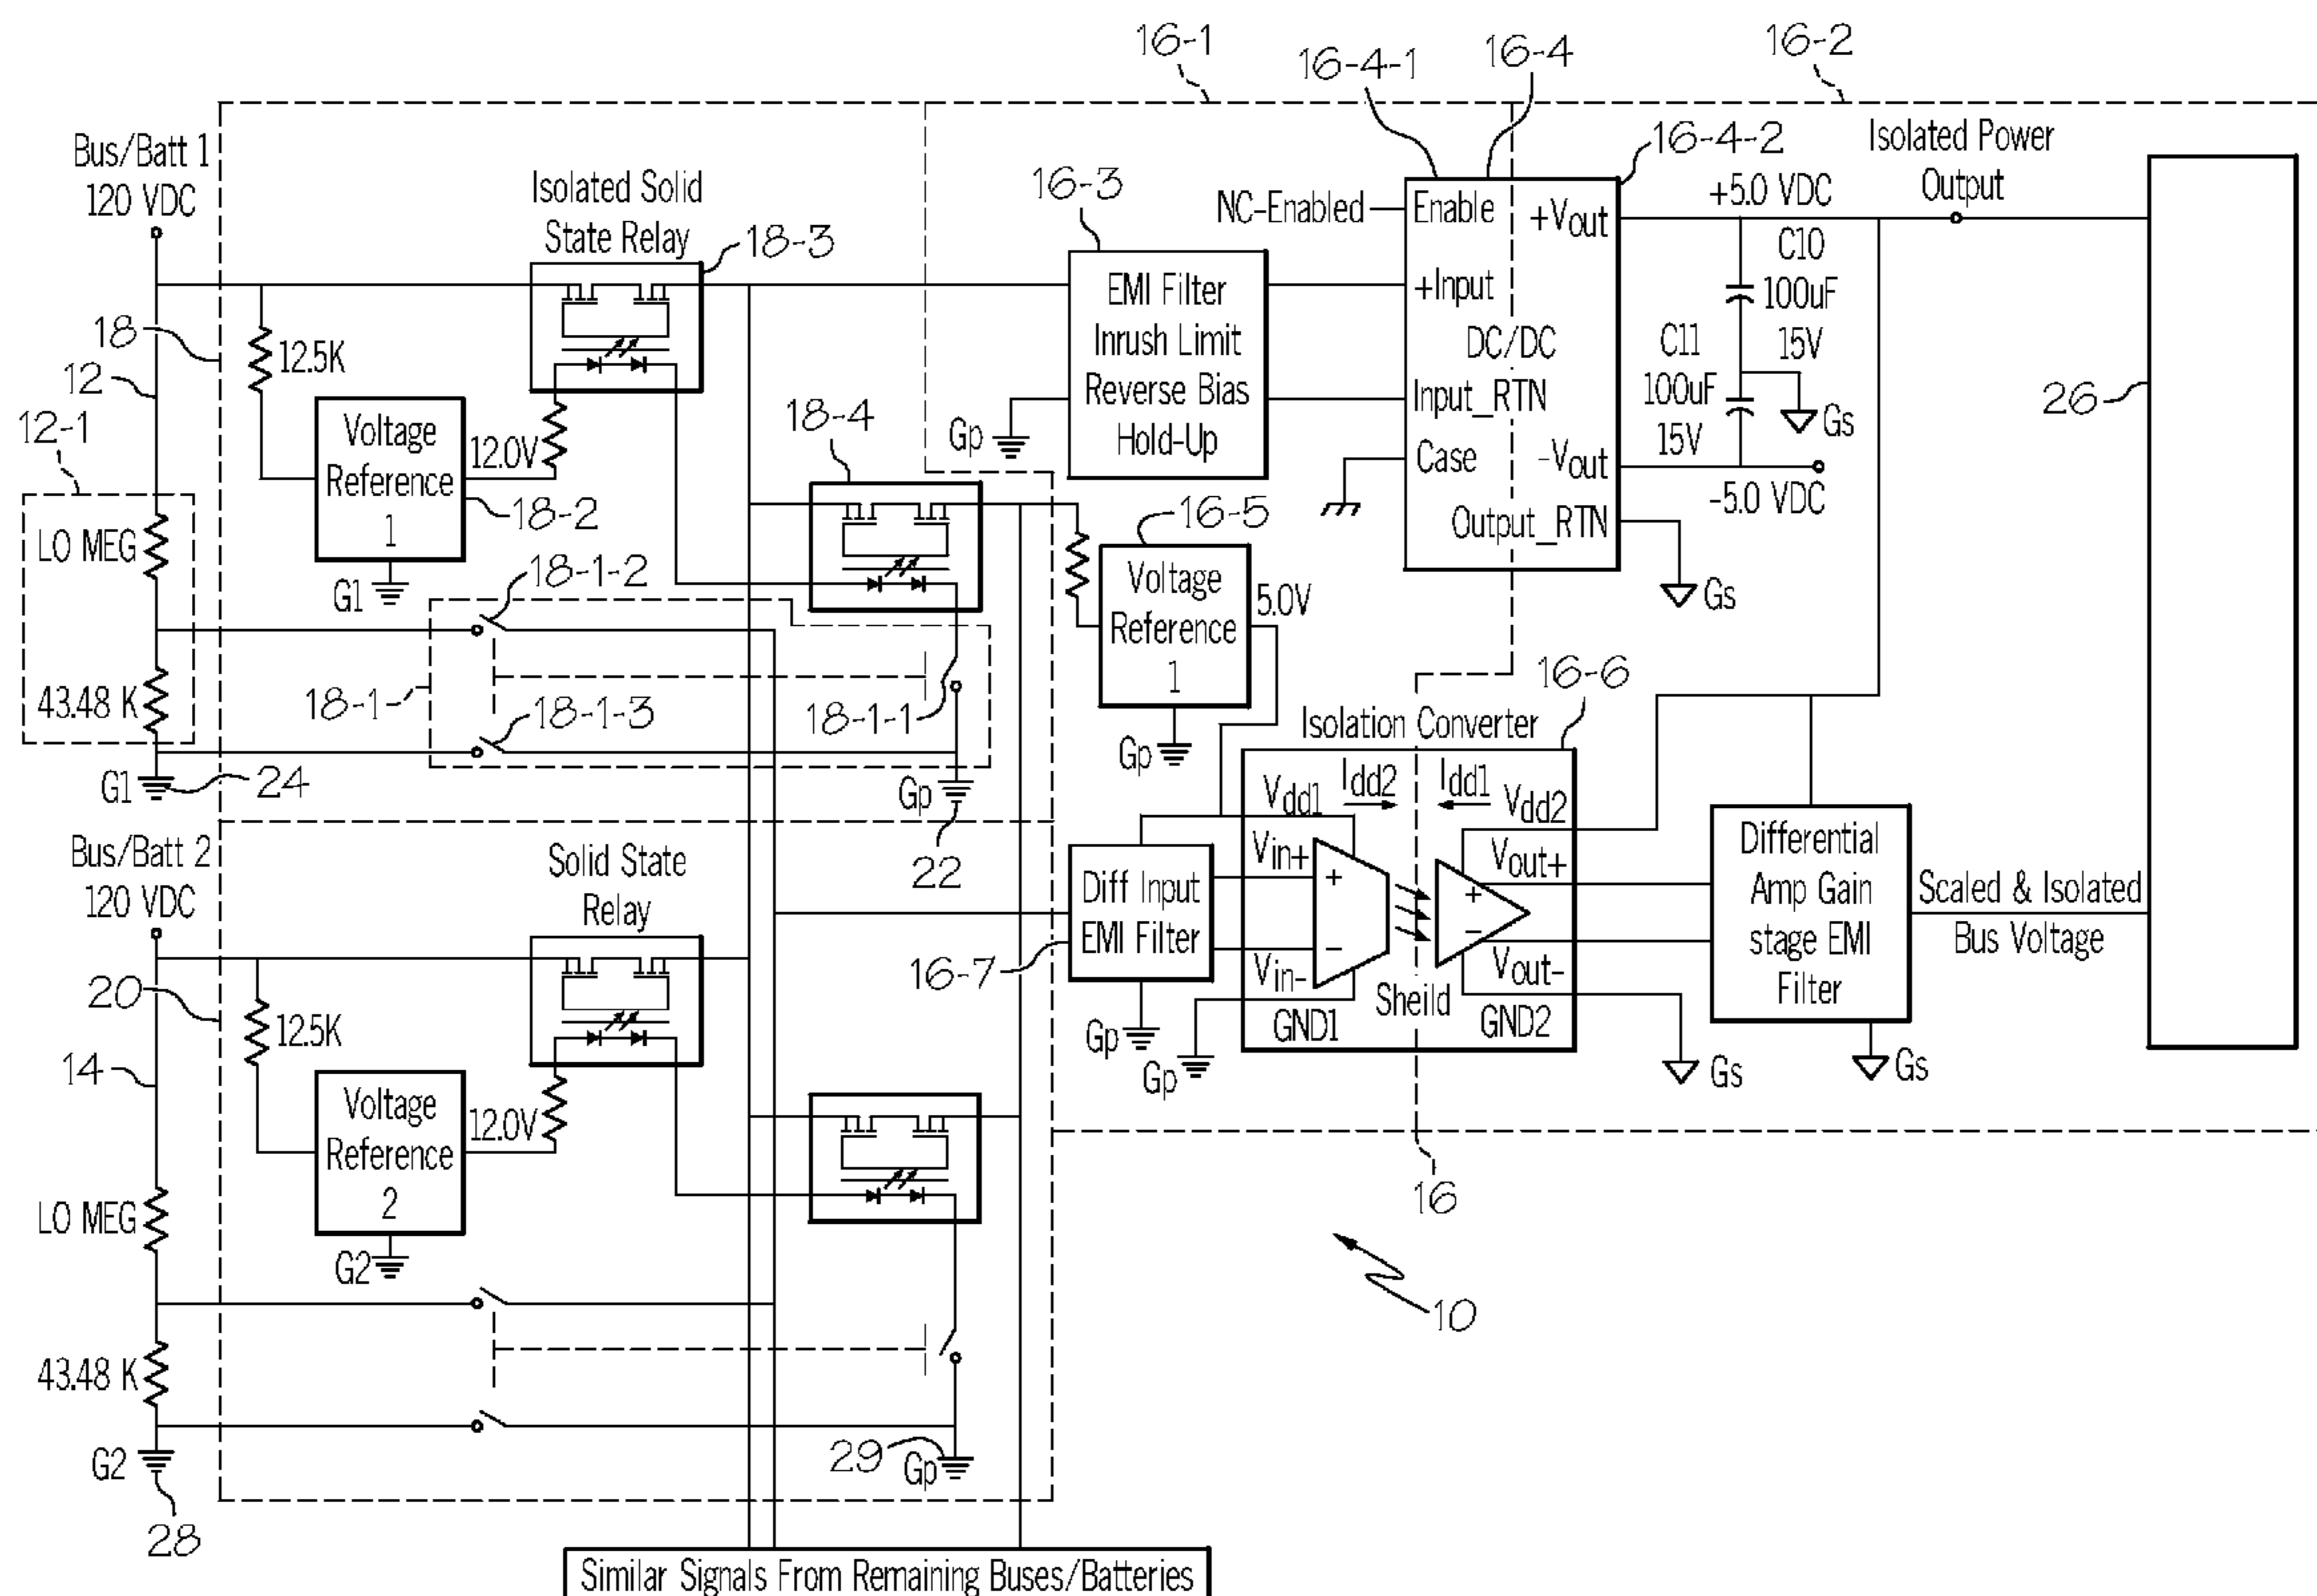 16-1
16-4-1
16-4
16-2
Bus/Batt 1
120 VDC
Isolated Solid
State Relay
18-3
16-3
NC-Enabled
Enable
+Vout
16-4-2
+5.0 VDC
Isolated Power
Output
C10
100uF
15V
18
12
12-1
12.5K
Voltage
Reference
1
12.0V
18-2
G1
18-4
EMI Filter
Inrush Limit
Reverse Bias
Hold-Up
Gp
+Input
DC/DC
Input_RTN
Case
-Vout
Output_RTN
C11
100uF
15V
Gs
-5.0 VDC
Gs
26
LO MEG
43.48 K
G1
24
18-1-2
18-1
18-1-3
18-1-1
Gp
22
16-5
Voltage
Reference
1
5.0V
Gp
16-6
Isolation Converter
Vdd1
Idd2
Idd1
Vdd2
Vin+
Vout+
+
−
+
−
Vin-
Vout-
Sheild
GND1
GND2
Diff Input
EMI Filter
16-7
Gp
Gp
Gs
Differential
Amp Gain
stage EMI
Filter
Gs
Scaled & Isolated
Bus Voltage
Bus/Batt 2
120 VDC
Solid State
Relay
20
14
12.5K
Voltage
Reference
2
12.0V
G2
LO MEG
43.48 K
G2
28
29
Gp
16
10
Similar Signals From Remaining Buses/Batteries